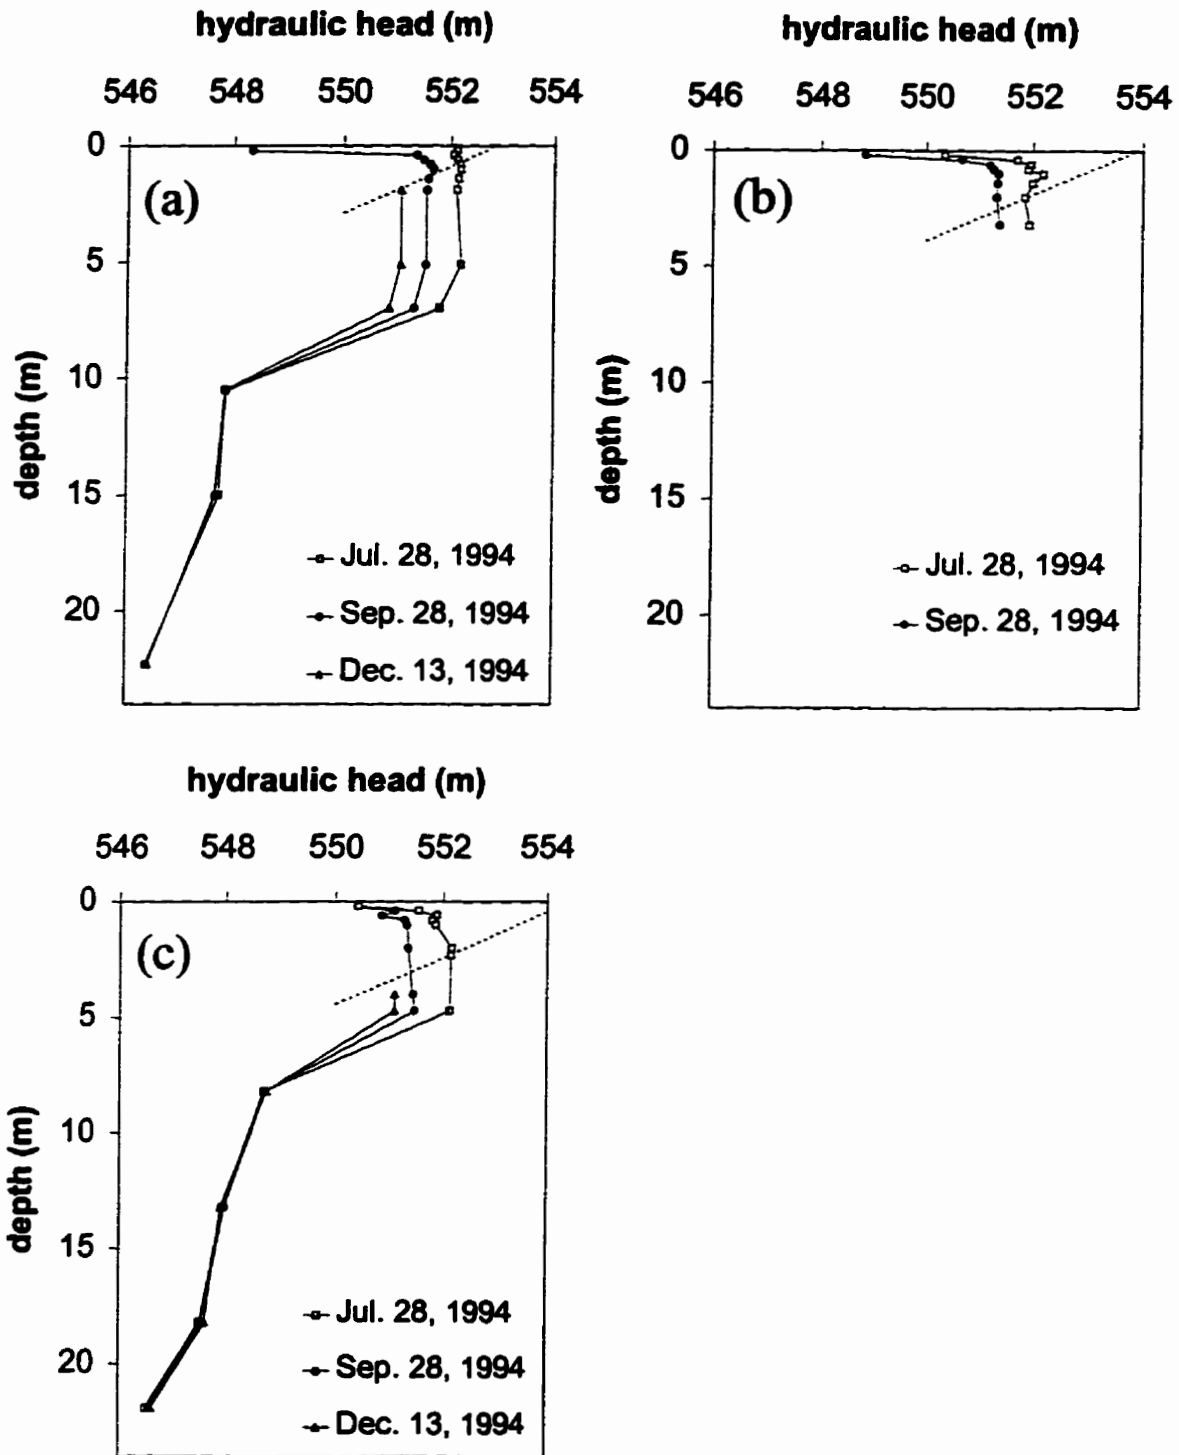 hydraulic head (m)
546 548 550 552 554
0
(a)
5
10
15
20
depth (m)
Jul. 28, 1994
Sep. 28, 1994
Dec. 13, 1994
hydraulic head (m)
546 548 550 552 554
0
(b)
5
10
15
20
depth (m)
Jul. 28, 1994
Sep. 28, 1994
hydraulic head (m)
546 548 550 552 554
0
(c)
5
10
15
20
depth (m)
Jul. 28, 1994
Sep. 28, 1994
Dec. 13, 1994